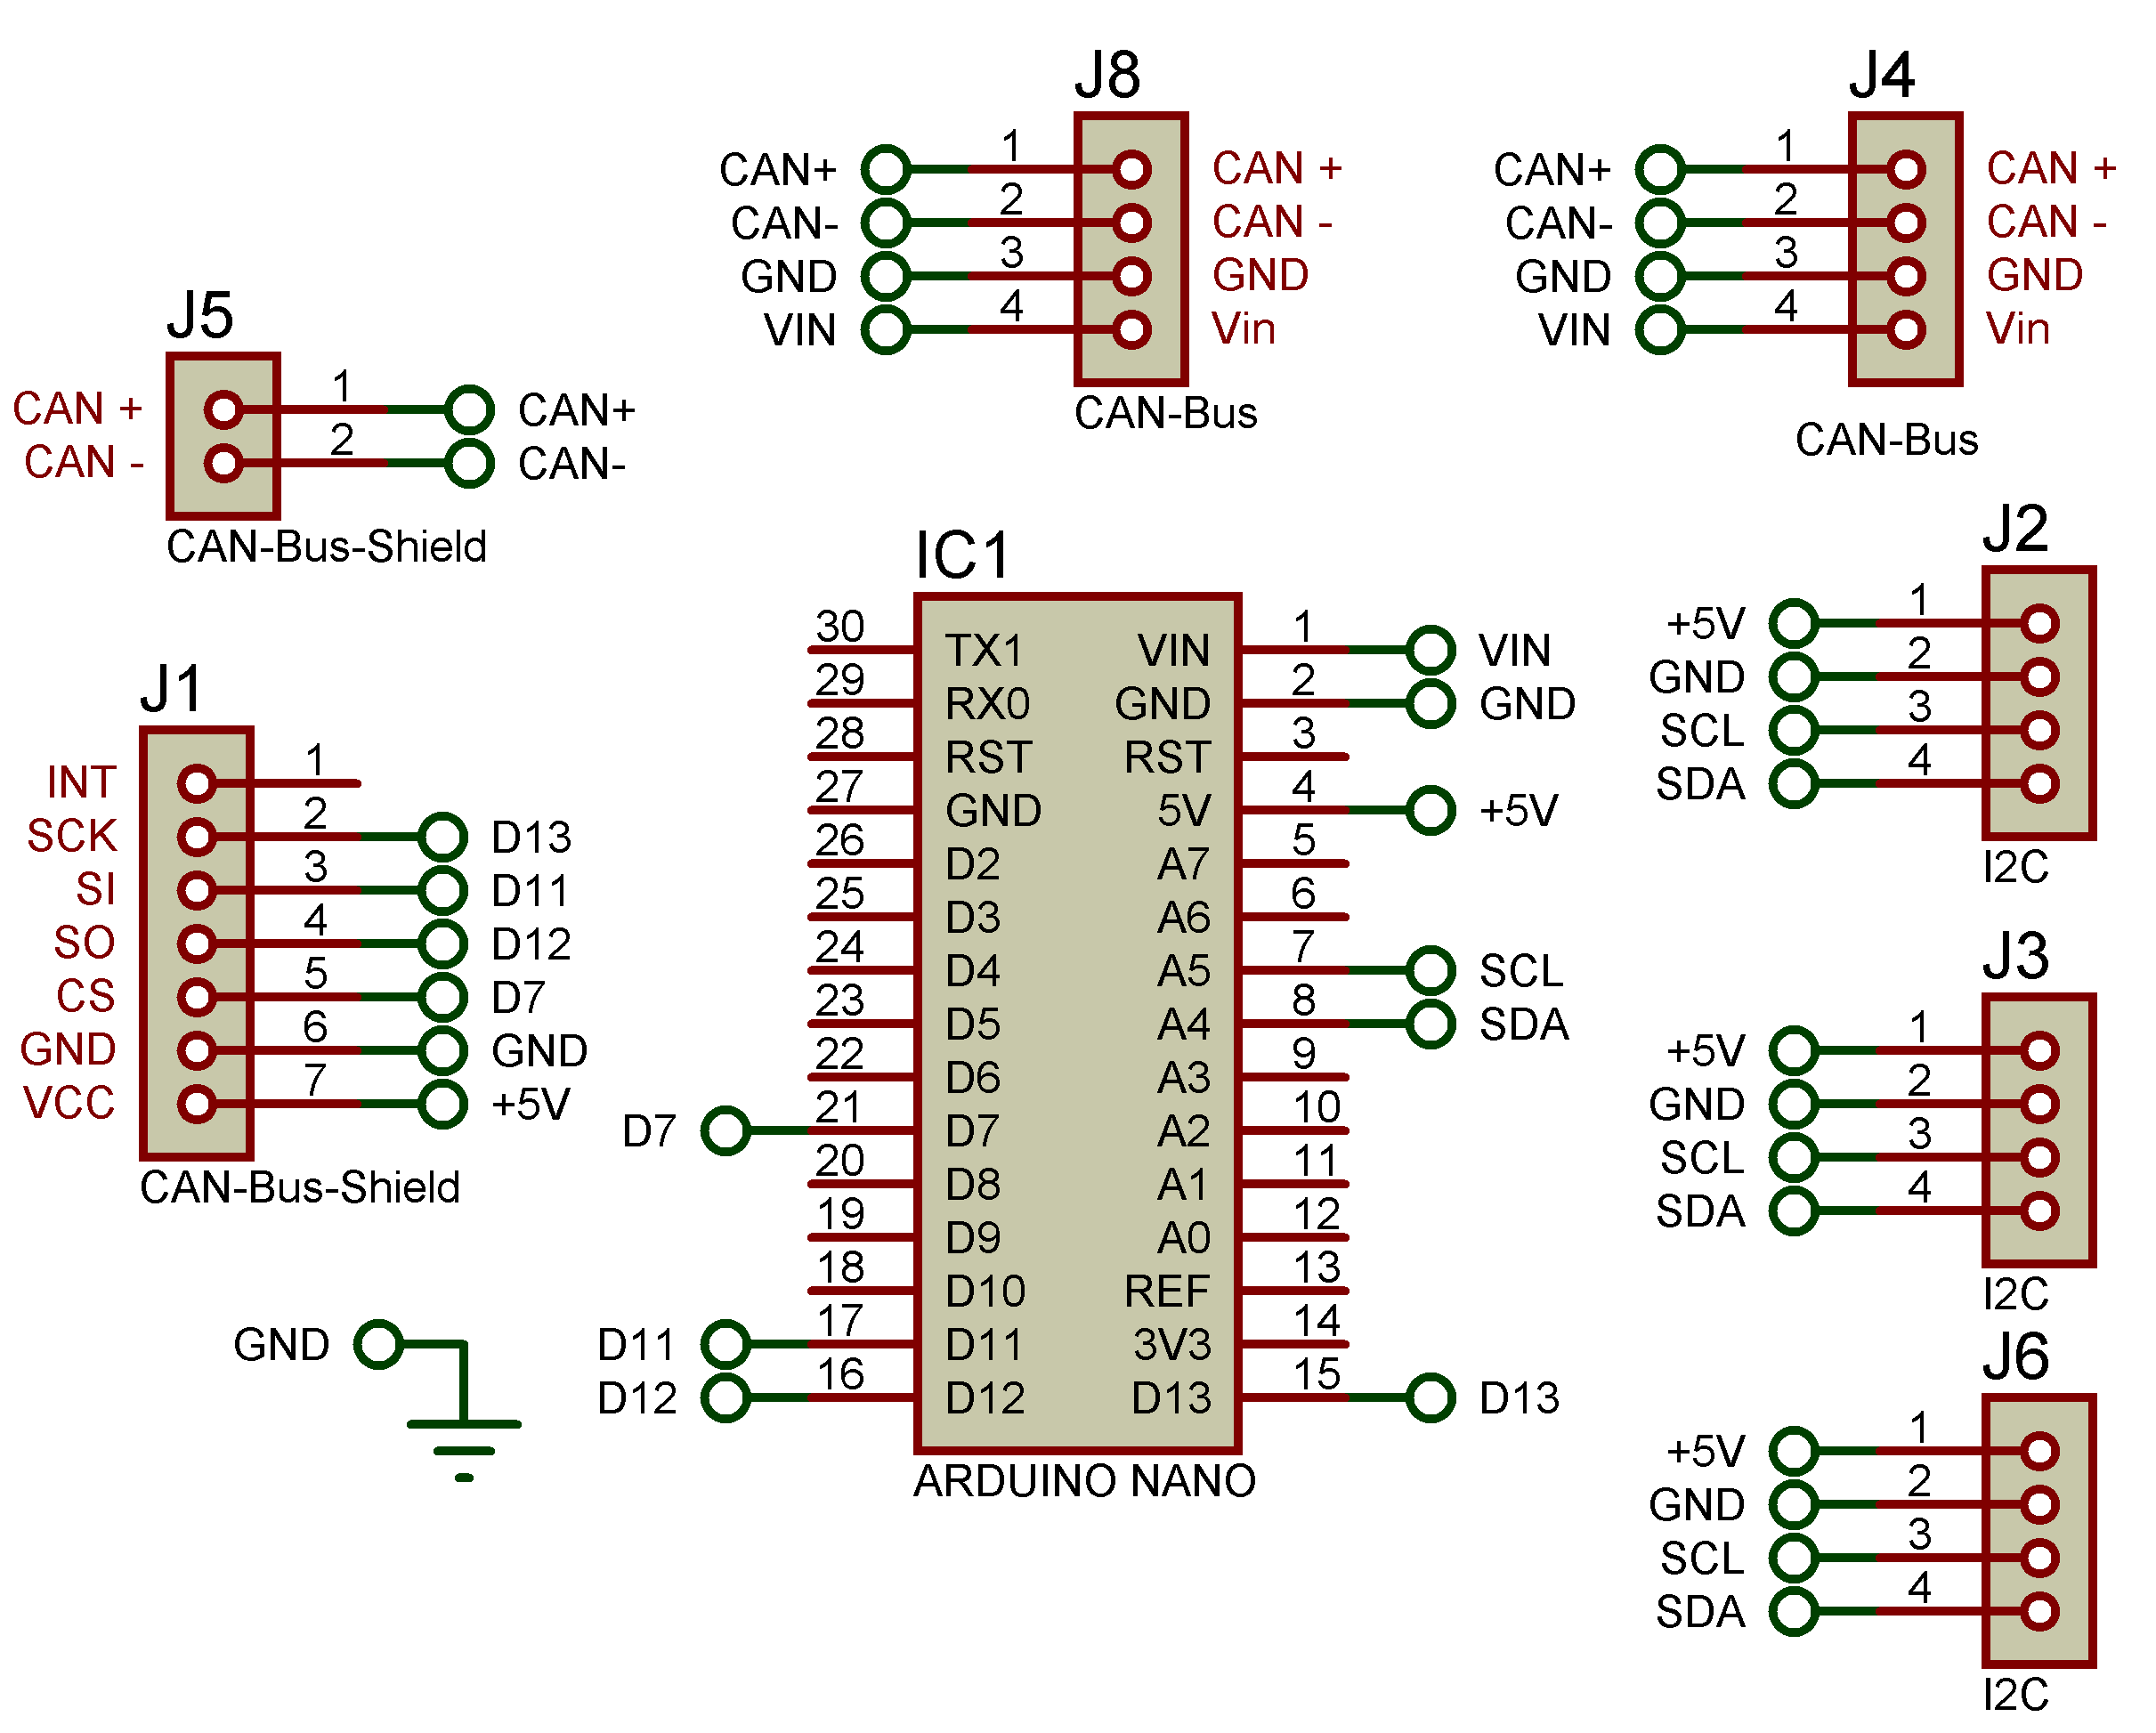 J8
CAN+ 1 CAN +
CAN- 2 CAN -
GND 3 GND
VIN 4 Vin
CAN-Bus
J4
CAN+ 1 CAN +
CAN- 2 CAN -
GND 3 GND
VIN 4 Vin
CAN-Bus
J5
CAN + 1 CAN+
CAN - 2 CAN-
CAN-Bus-Shield
J1
INT 1
SCK 2 D13
SI 3 D11
SO 4 D12
CS 5 D7
GND 6 GND
VCC 7 +5V
CAN-Bus-Shield
GND
IC1
30 TX1 VIN 1 VIN
29 RX0 GND 2 GND
28 RST RST 3
27 GND 5V 4 +5V
26 D2 A7 5
25 D3 A6 6
24 D4 A5 7 SCL
23 D5 A4 8 SDA
22 D6 A3 9
D7 21 D7 A2 10
20 D8 A1 11
19 D9 A0 12
18 D10 REF 13
D11 17 D11 3V3 14
D12 16 D12 D13 15 D13
ARDUINO NANO
J2
+5V 1
GND 2
SCL 3
SDA 4
I2C
J3
+5V 1
GND 2
SCL 3
SDA 4
I2C
J6
+5V 1
GND 2
SCL 3
SDA 4
I2C